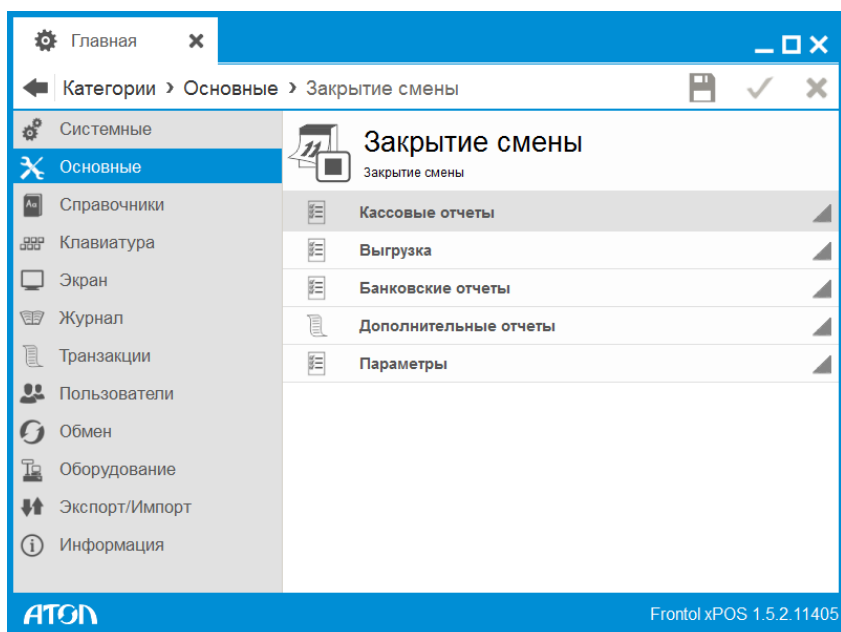 Главная
Категории › Основные › Закрытие смены
Системные
Основные
Справочники
Клавиатура
Экран
Журнал
Транзакции
Пользователи
Обмен
Оборудование
Экспорт/Импорт
Информация
11
Закрытие смены
Закрытие смены
Кассовые отчеты
Выгрузка
Банковские отчеты
Дополнительные отчеты
Параметры
АТОЛ
Frontol xPOS 1.5.2.11405